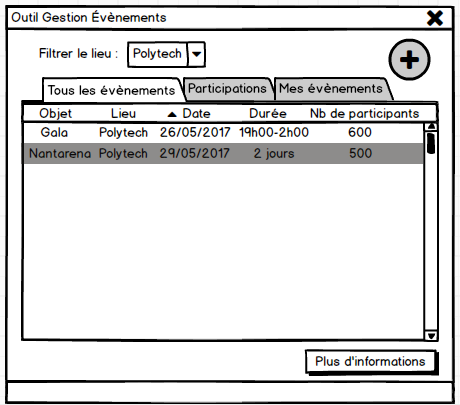 Outil Gestion Évènements
Filtrer le lieu : Polytech
Tous les évènements Participations Mes évènements
Objet Lieu Date Durée Nb de participants
Gala Polytech 26/05/2017 19h00-2h00 600
Nantarena Polytech 29/05/2017 2 jours 500
Plus d'informations